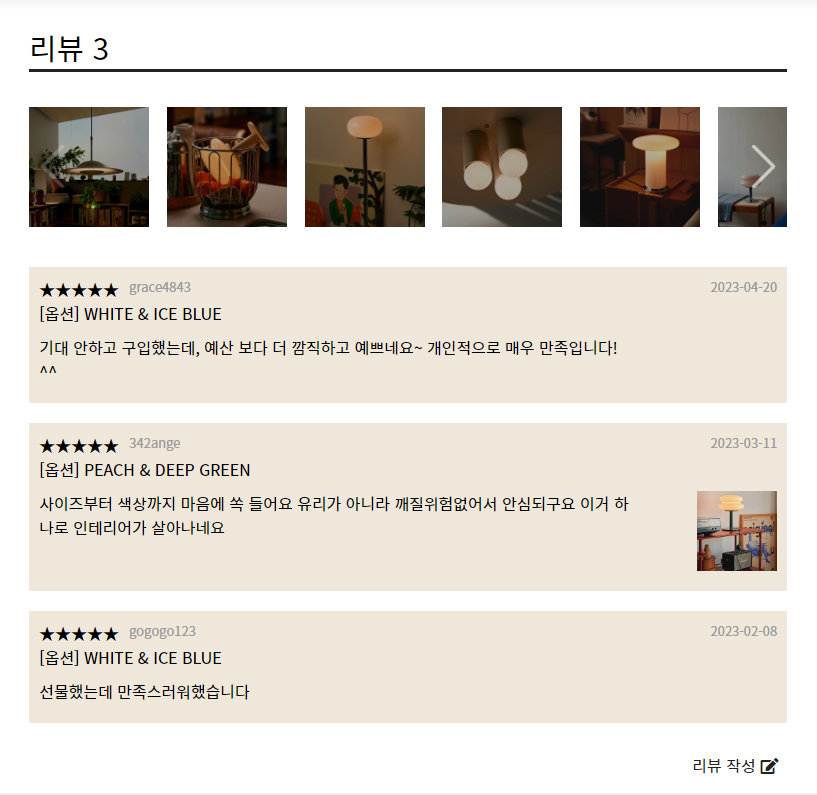 리뷰 3
★★★★★ grace4843 2023-04-20
[옵션] WHITE & ICE BLUE
기대 안하고 구입했는데, 예산 보다 더 깜직하고 예쁘네요~ 개인적으로 매우 만족입니다!
^^
★★★★★ 342ange 2023-03-11
[옵션] PEACH & DEEP GREEN
사이즈부터 색상까지 마음에 쏙 들어요 유리가 아니라 깨질위험없어서 안심되구요 이거 하
나로 인테리어가 살아나네요
★★★★★ gogogo123 2023-02-08
[옵션] WHITE & ICE BLUE
선물했는데 만족스러워했습니다
리뷰 작성